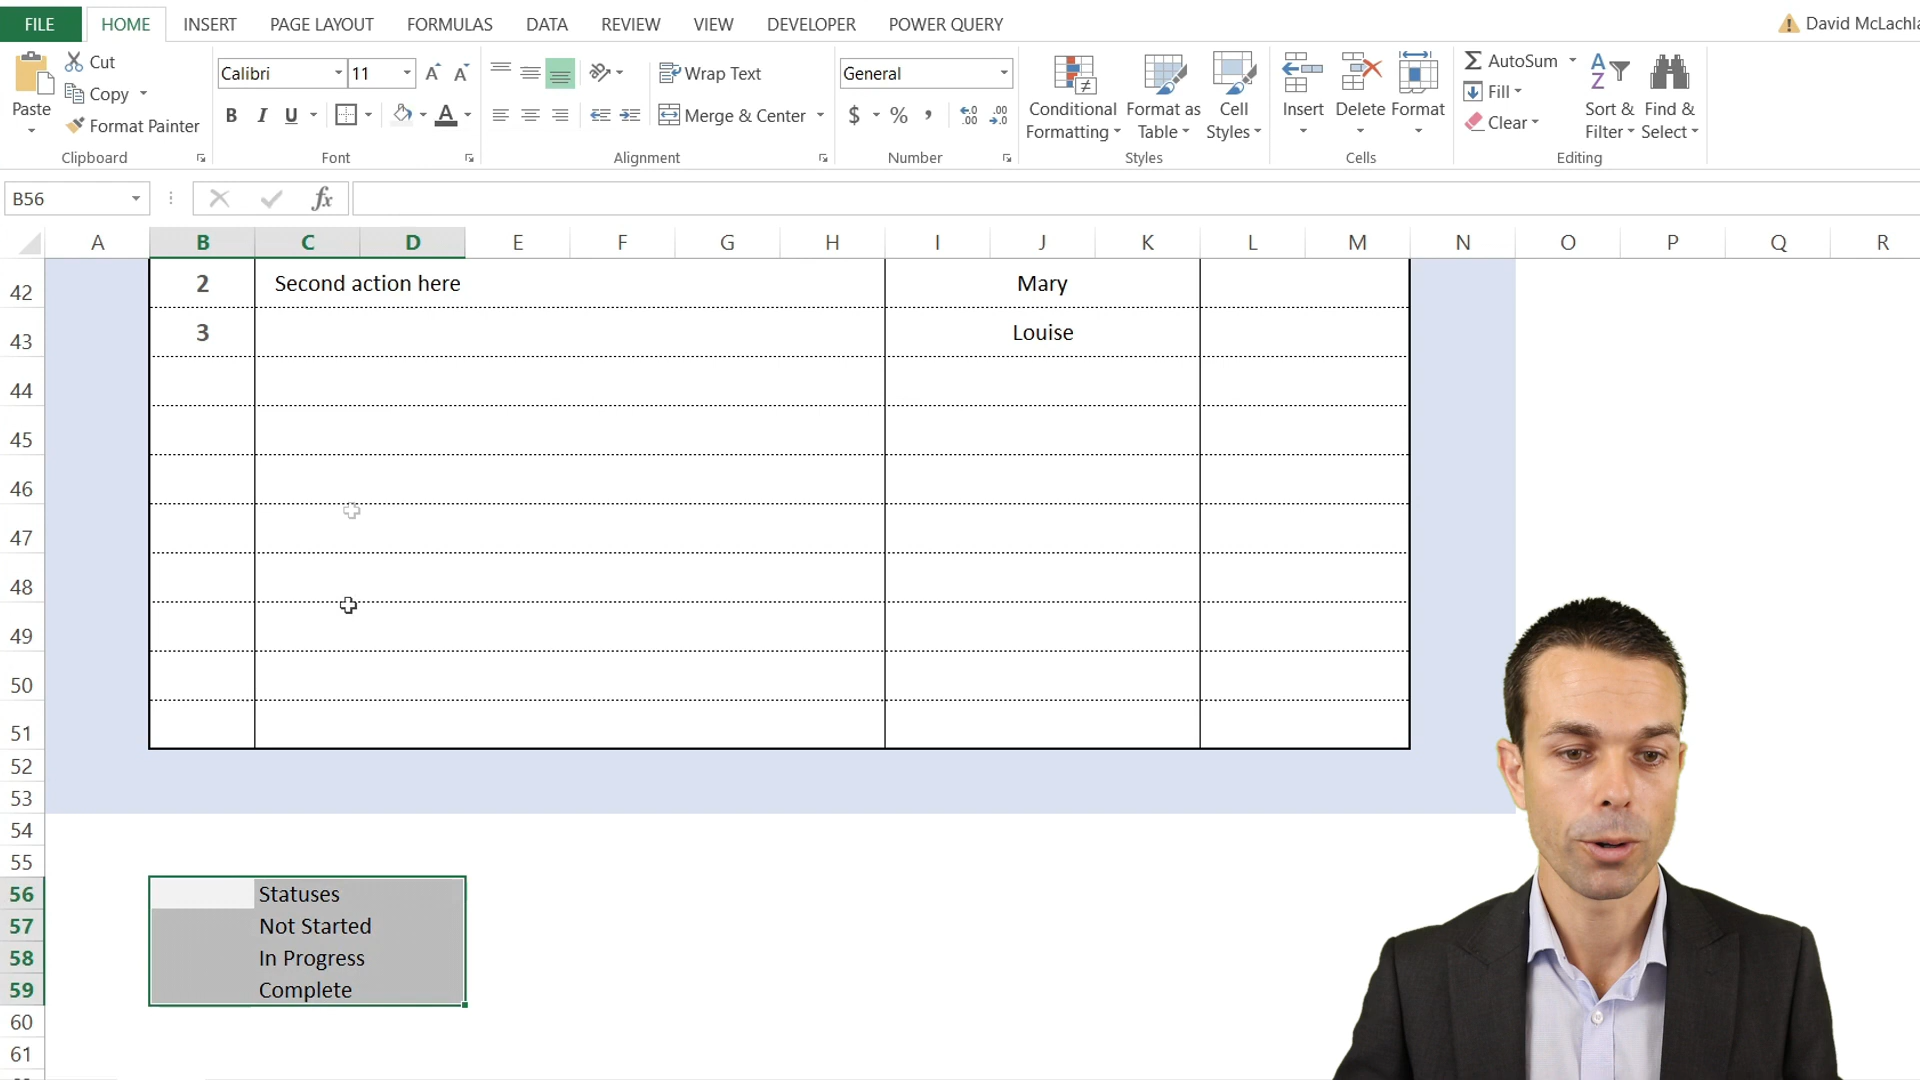 FILE HOME INSERT PAGE LAYOUT FORMULAS DATA REVIEW VIEW DEVELOPER POWER QUERY David McLachla
Paste
Cut
Copy
Format Painter
Clipboard
Calibri 11
B I U
Font
Wrap Text
Merge & Center
Alignment
General
$ % ,
Number
Conditional
Formatting
Format as
Table
Cell
Styles
Styles
Insert Delete Format
Cells
AutoSum
Fill
Clear
Sort &
Filter
Find &
Select
Editing
B56 fx
A B C D E F G H I J K L M N O P Q R
42 2 Second action here Mary
43 3 Louise
44
45
46
47
48
49
50
51
52
53
54
55
56 Statuses
57 Not Started
58 In Progress
59 Complete
60
61